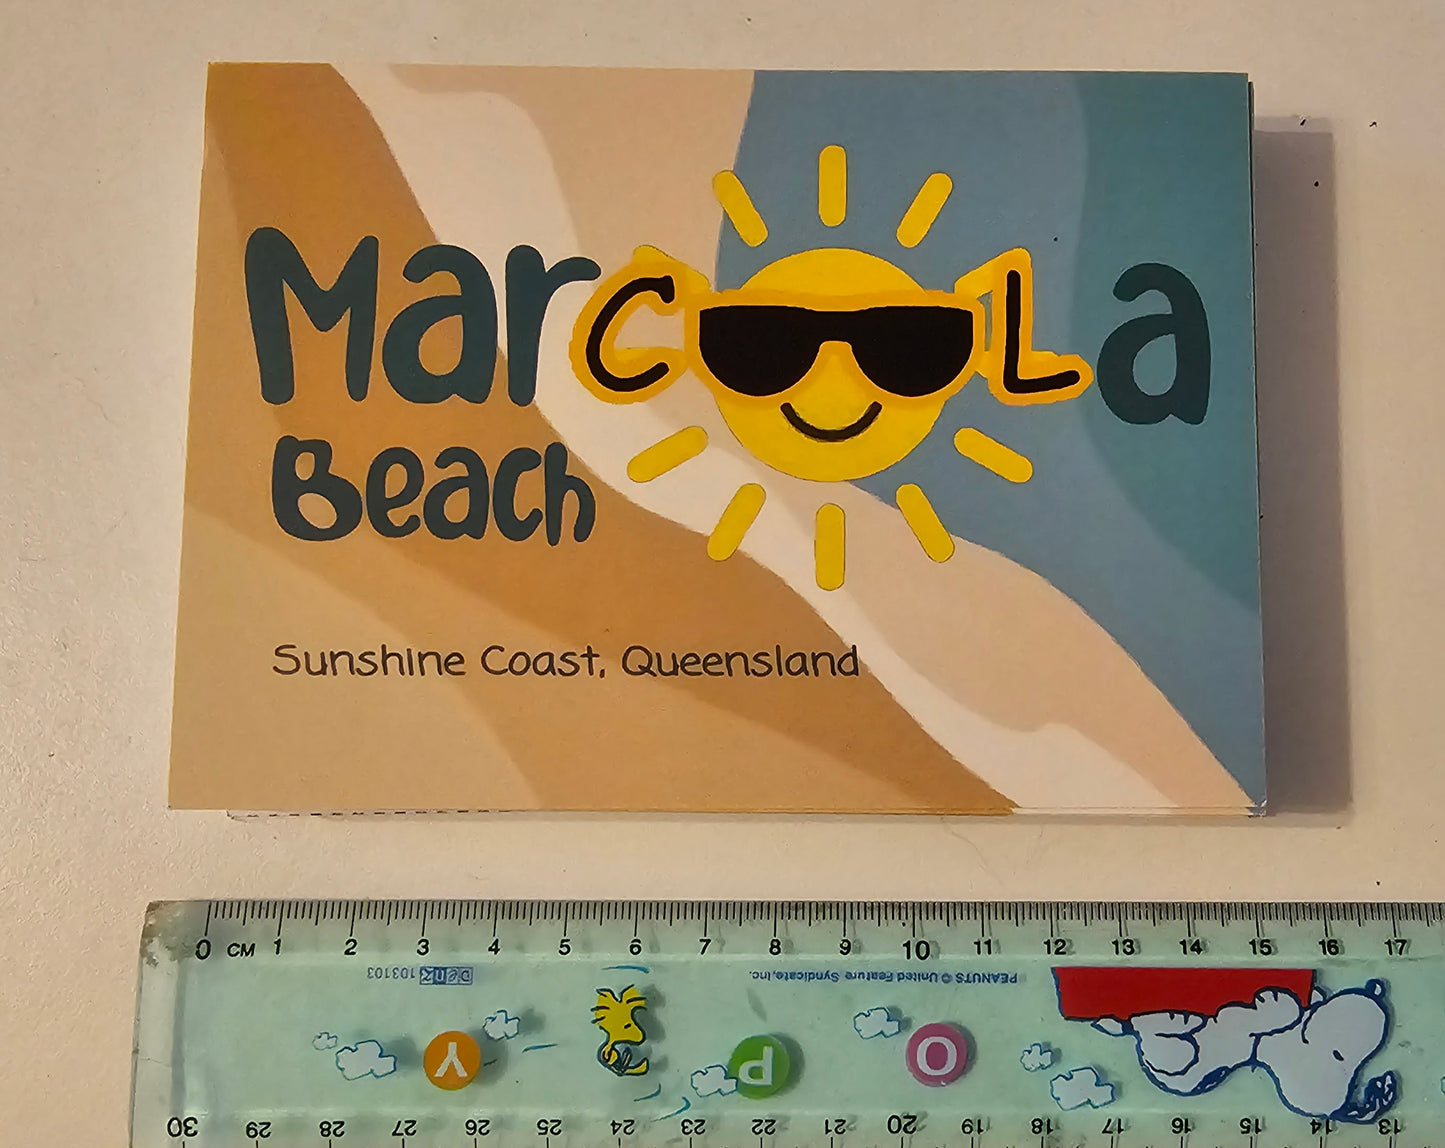 MarCOOLa
Beach
Sunshine Coast, Queensland
0 CM 1 2 3 4 5 6 7 8 9 10 11 12 13 14 15 16 17
103103 DENZ PEANUTS © United Feature Syndicate, Inc.
Y P O
30 29 28 27 26 25 24 23 22 21 20 19 18 17 16 15 14 13